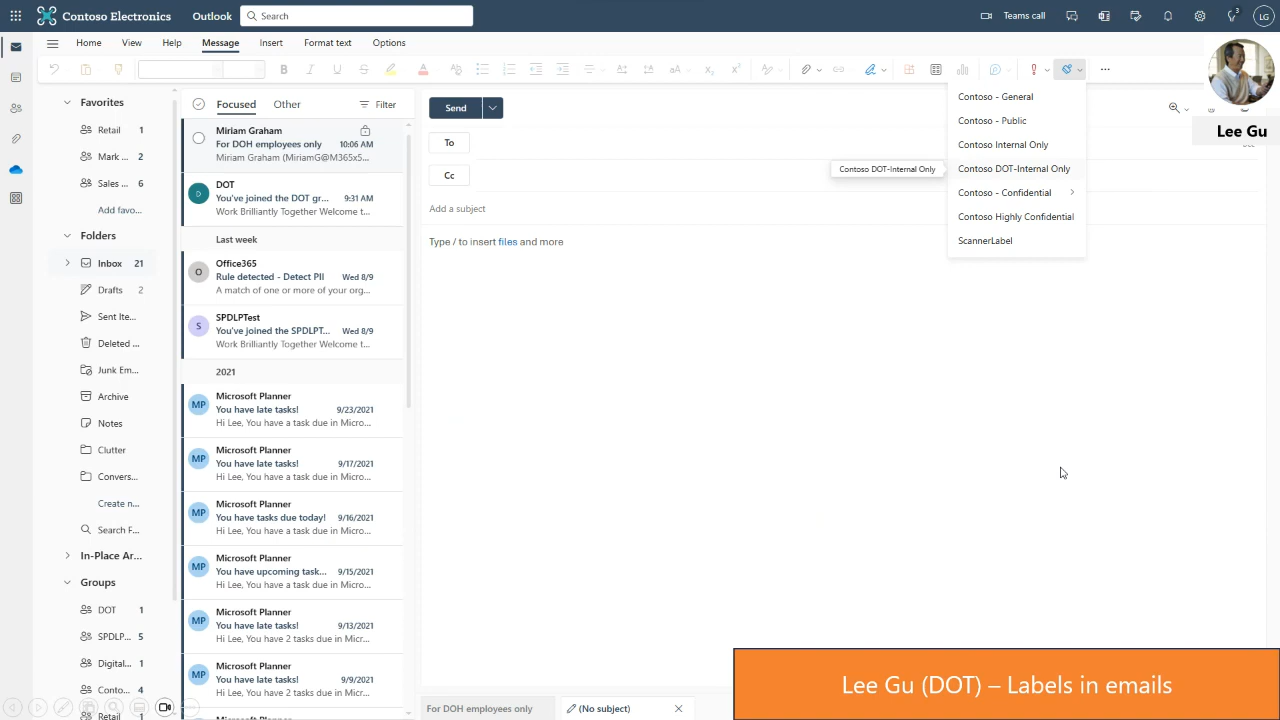 Contoso Electronics Outlook Search Teams call 3 LG
Home View Help Message Insert Format text Options
Favorites
Retail 1
Mark ... 2
Sales ... 6
Add favo...
Folders
Inbox 21
Drafts 2
Sent Ite...
Deleted ...
Junk Em...
Archive
Notes
Clutter
Convers...
Create n...
Search F...
In-Place Ar...
Groups
DOT 1
SPDLP... 5
Digital... 1
Conto... 4
Retail 1
Focused Other Filter
Miriam Graham
For DOH employees only 10:06 AM
Miriam Graham (MiriamG@M365x5...
D
DOT
You've joined the DOT gr... 9:31 AM
Work Brilliantly Together Welcome t...
Last week
O
Office365
Rule detected - Detect PII Wed 8/9
A match of one or more of your org...
S
SPDLPTest
You've joined the SPDLPT... Wed 8/9
Work Brilliantly Together Welcome t...
2021
MP
Microsoft Planner
You have late tasks! 9/23/2021
Hi Lee, You have a task due in Micro...
MP
Microsoft Planner
You have late tasks! 9/17/2021
Hi Lee, You have a task due in Micro...
MP
Microsoft Planner
You have tasks due today! 9/16/2021
Hi Lee, You have a task due in Micro...
MP
Microsoft Planner
You have upcoming task... 9/15/2021
Hi Lee, You have a task due in Micro...
MP
Microsoft Planner
You have late tasks! 9/13/2021
Hi Lee, You have 2 tasks due in Micr...
MP
Microsoft Planner
You have late tasks! 9/9/2021
Hi Lee, You have 2 tasks due in Micr...
Send
To
Cc
Add a subject
Type / to insert files and more
Contoso - General
Contoso - Public
Contoso Internal Only
Contoso DOT-Internal Only
Contoso DOT-Internal Only
Contoso - Confidential
Contoso Highly Confidential
ScannerLabel
Lee Gu
For DOH employees only
(No subject)
Lee Gu (DOT) – Labels in emails